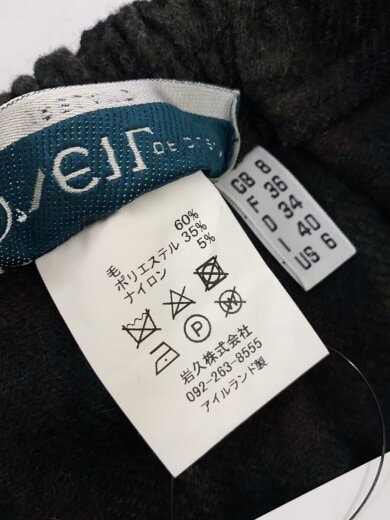 毛 60%
ポリエステル 35%
ナイロン 5%
P
岩久株式会社
092-263-8555
アイルランド製
GB 8
F 36
D 34
I 40
US 6